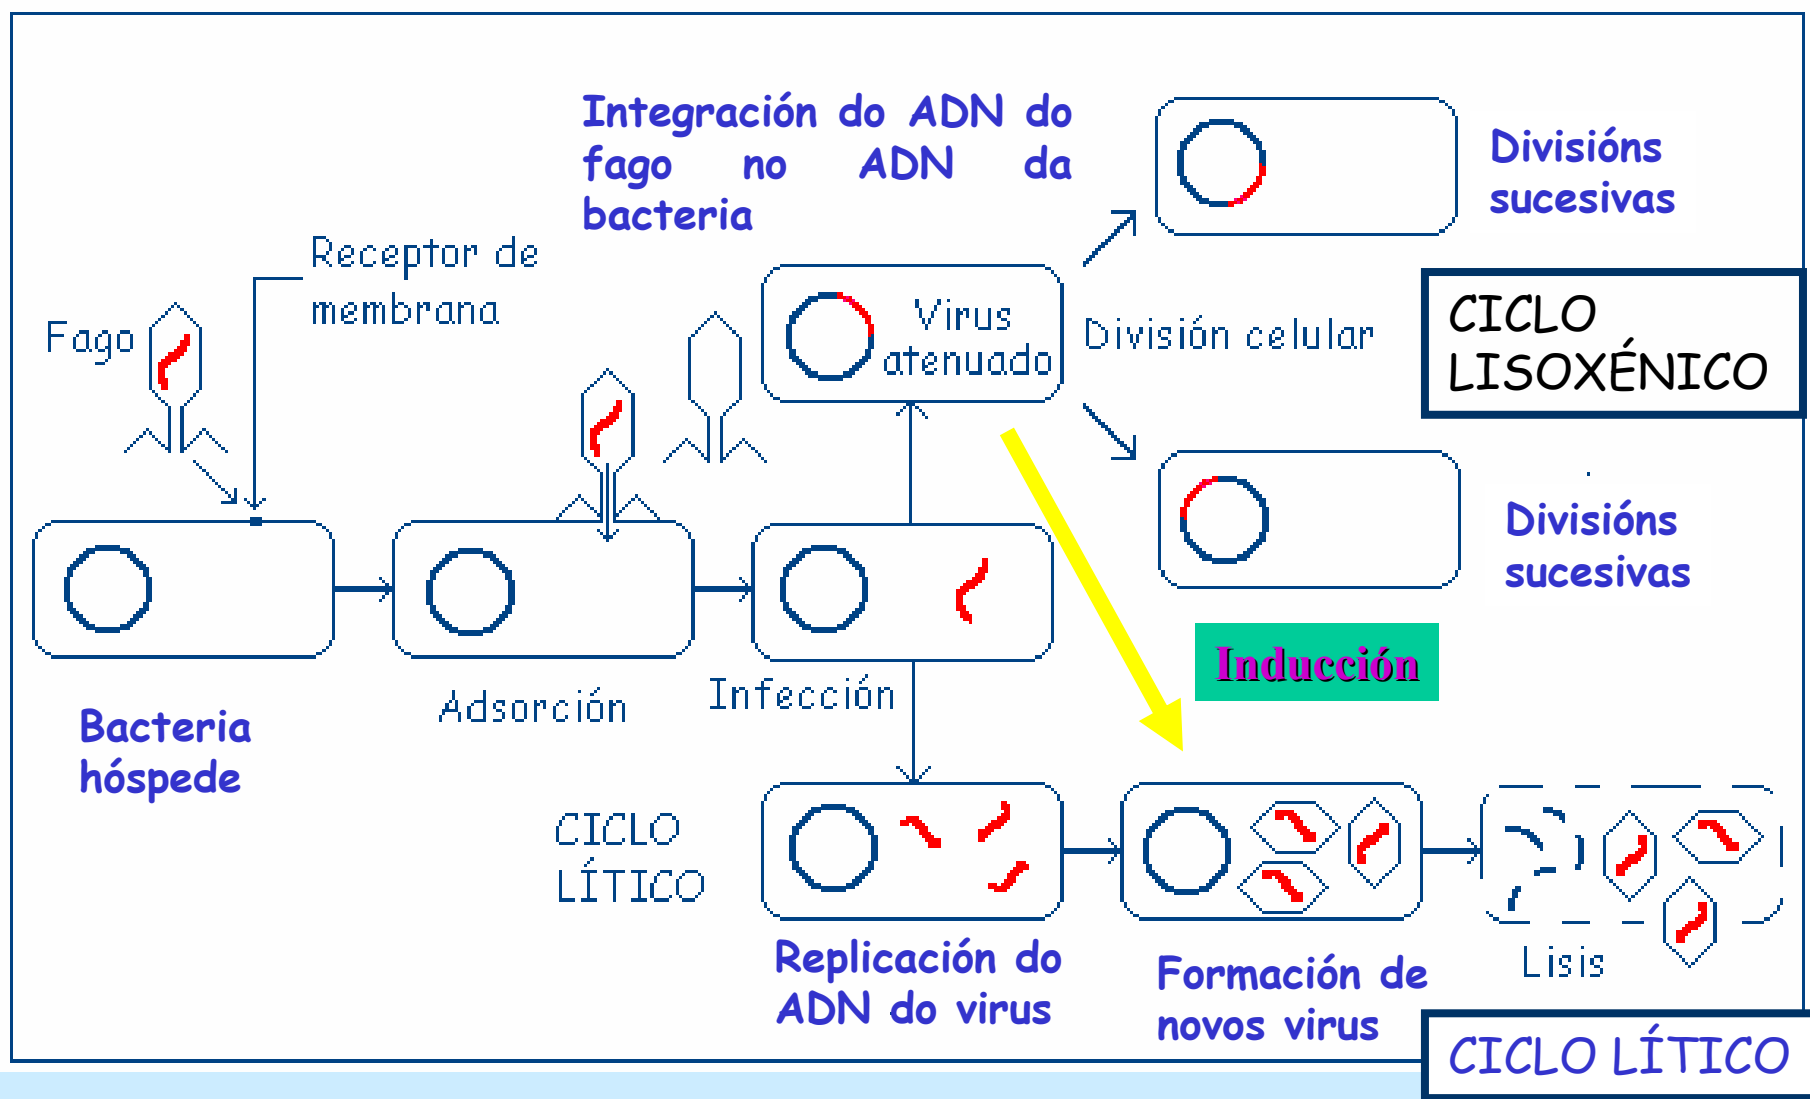 Integración do ADN do
fago no ADN da
bacteria
Divisións
sucesivas
Receptor de
membrana
Fago
Virus
atenuado
División celular
CICLO
LISOXÉNICO
Divisións
sucesivas
Inducción
Bacteria
hóspede
Adsorción
Infección
CICLO
LÍTICO
Replicación do
ADN do virus
Formación de
novos virus
Lisis
CICLO LÍTICO